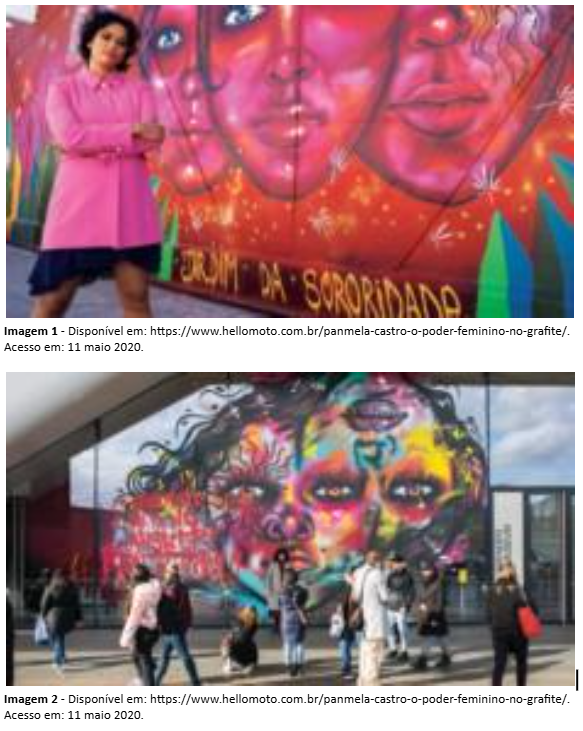 JARDIM DA SORORIDADE
Imagem 1 - Disponível em: https://www.hellomoto.com.br/panmela-castro-o-poder-feminino-no-grafite/.
Acesso em: 11 maio 2020.
Imagem 2 - Disponível em: https://www.hellomoto.com.br/panmela-castro-o-poder-feminino-no-grafite/.
Acesso em: 11 maio 2020.